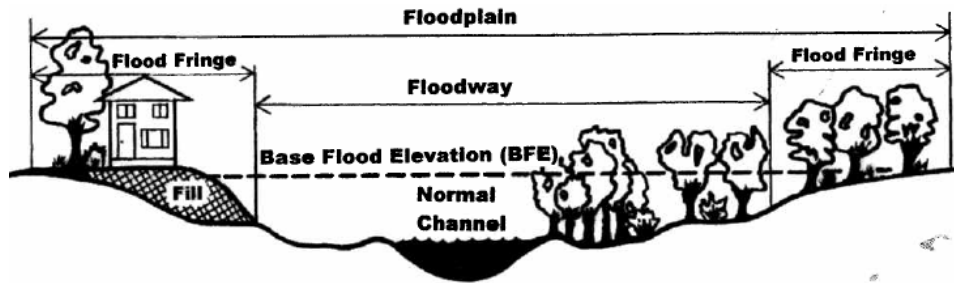 Floodplain
Flood Fringe
Flood Fringe
Floodway
Base Flood Elevation (BFE)
Fill
Normal
Channel